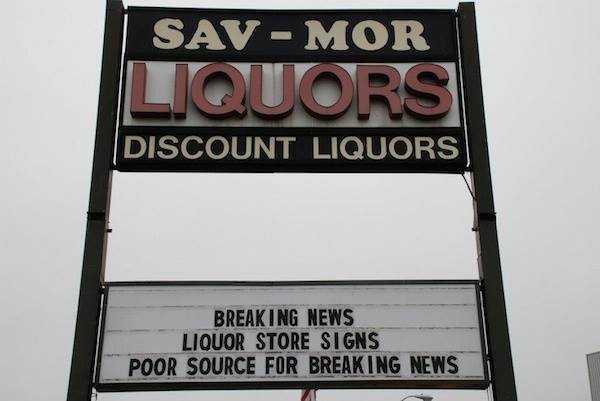 SAV-MOR
LIQUORS
DISCOUNT LIQUORS
BREAKING NEWS
LIQUOR STORE SIGNS
POOR SOURCE FOR BREAKING NEWS